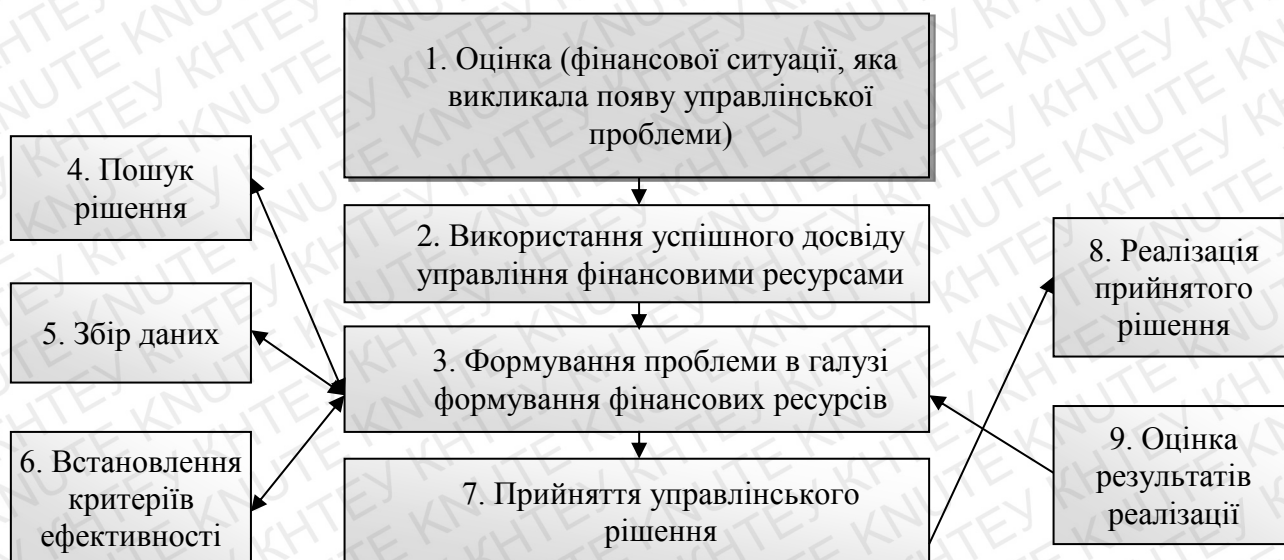 1. Оцінка (фінансової ситуації, яка
викликала появу управлінської
проблеми)
4. Пошук
рішення
2. Використання успішного досвіду
управління фінансовими ресурсами
8. Реалізація
прийнятого
рішення
5. Збір даних
3. Формування проблеми в галузі
формування фінансових ресурсів
6. Встановлення
критеріїв
ефективності
7. Прийняття управлінського
рішення
9. Оцінка
результатів
реалізації